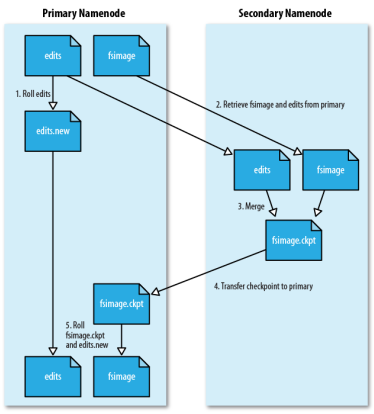 Primary Namenode
Secondary Namenode
edits
fsimage
1. Roll edits
2. Retrieve fsimage and edits from primary
edits.new
edits
fsimage
3. Merge
fsimage.ckpt
4. Transfer checkpoint to primary
fsimage.ckpt
5. Roll
fsimage.ckpt
and edits.new
edits
fsimage